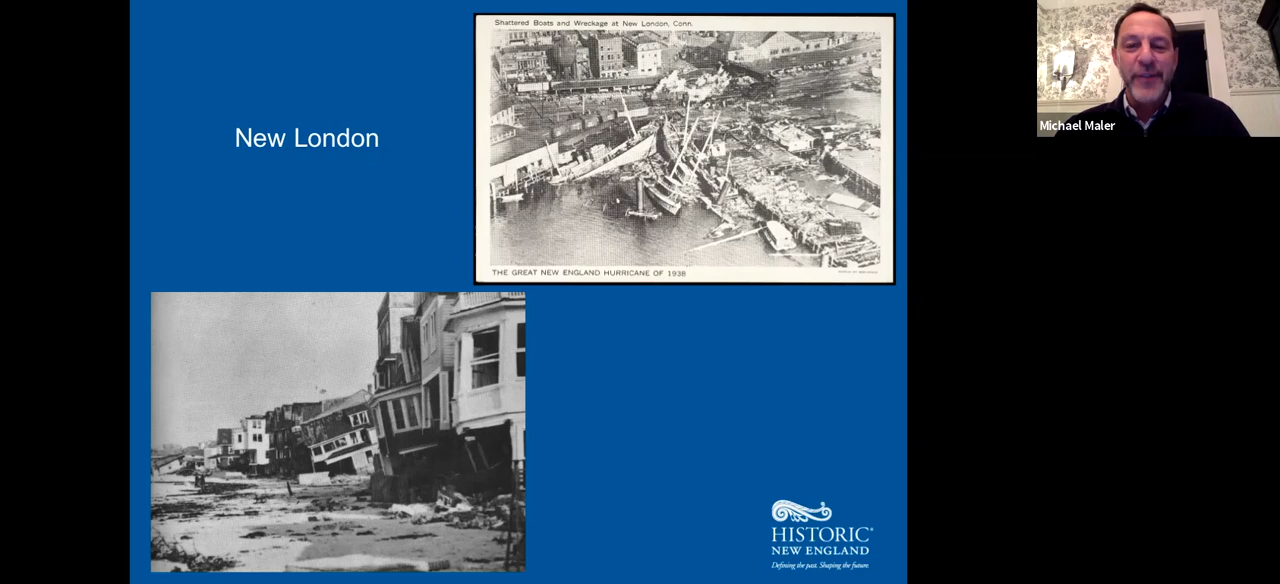 Shattered Boats and Wreckage at New London, Conn.
New London
THE GREAT NEW ENGLAND HURRICANE OF 1938
Michael Maler
HISTORIC®
NEW ENGLAND
Defining the past. Shaping the future.